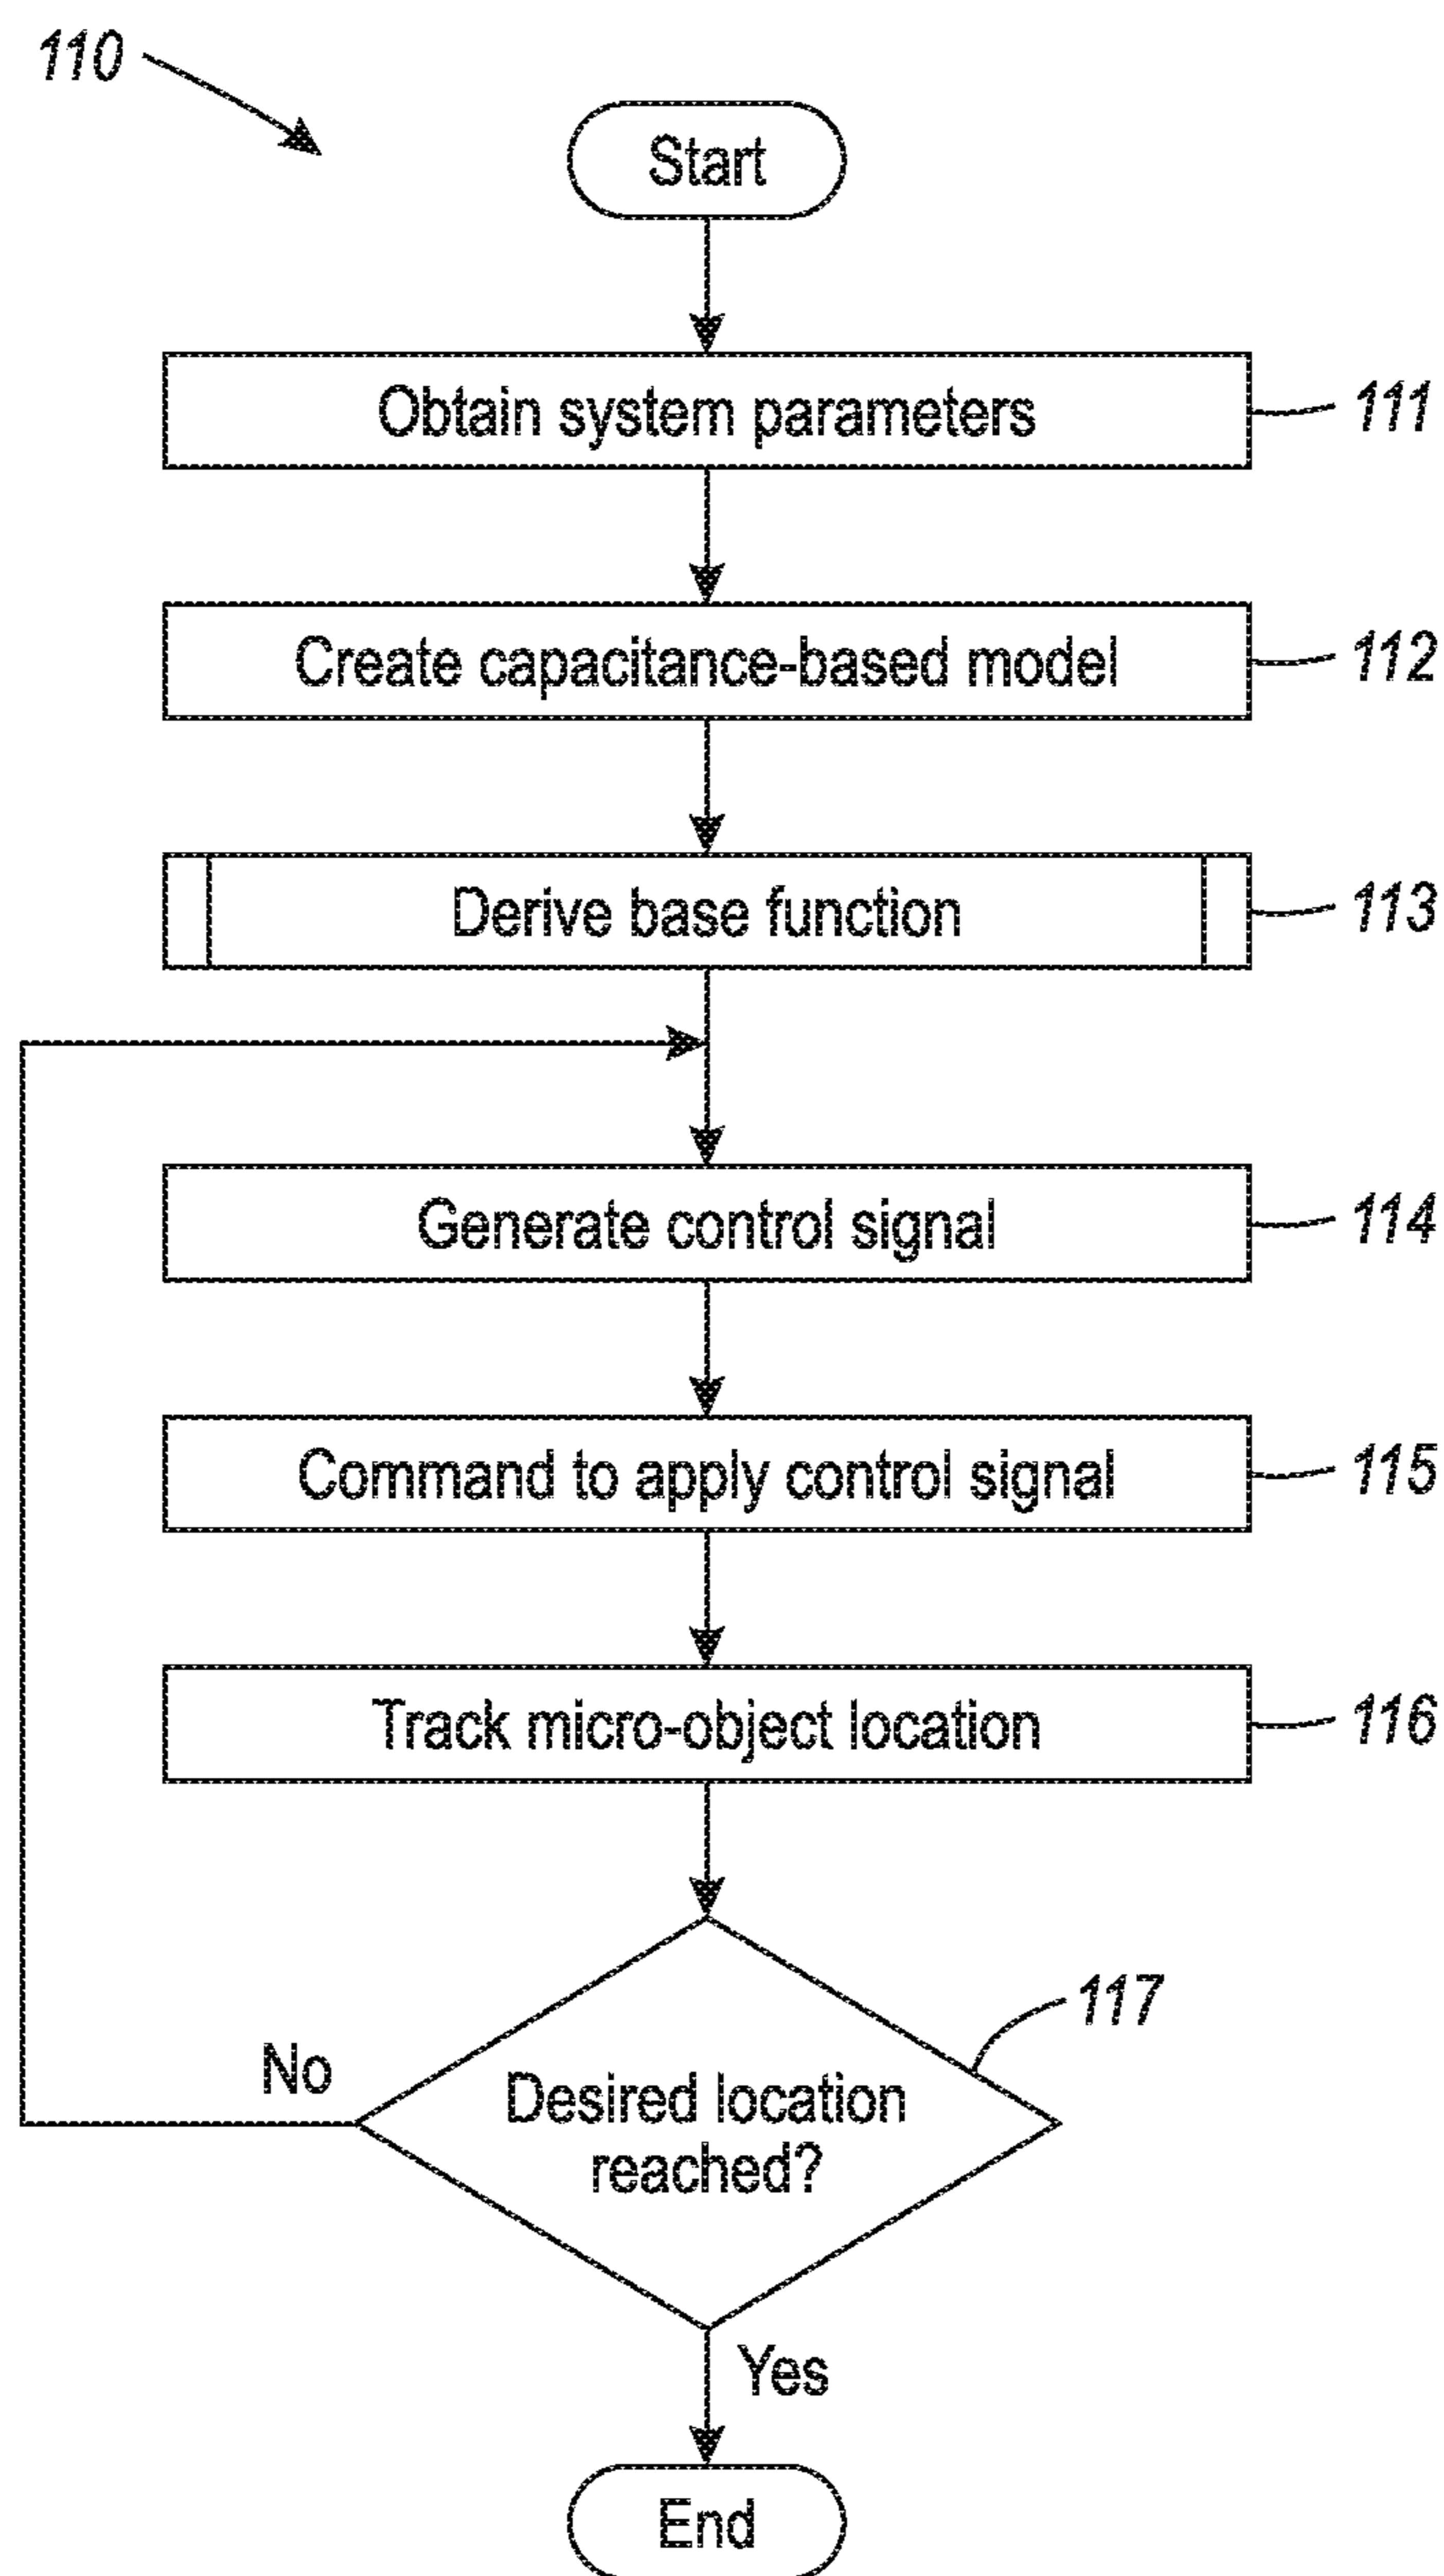 110
Start
Obtain system parameters
111
Create capacitance-based model
112
Derive base function
113
Generate control signal
114
Command to apply control signal
115
Track micro-object location
116
117
Desired location
reached?
No
Yes
End